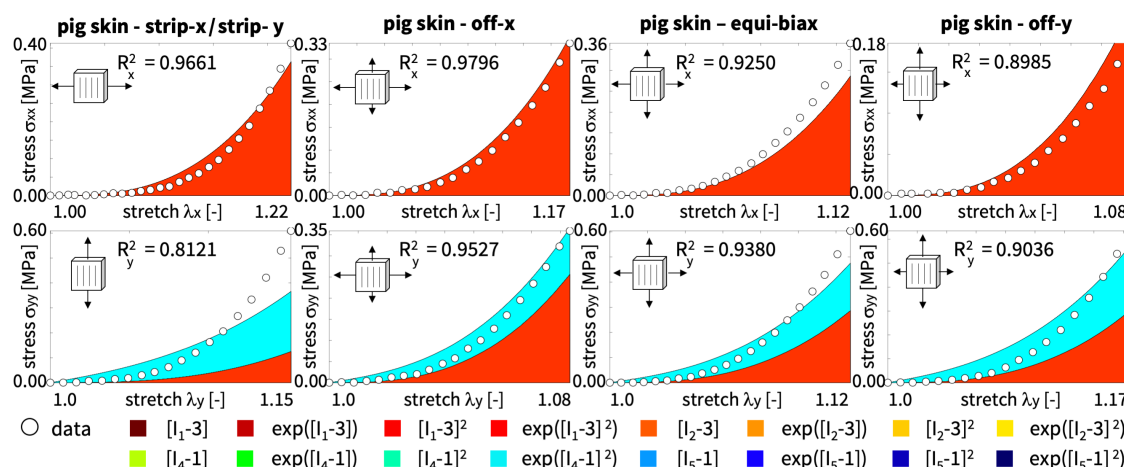 pig skin - strip-x / strip- y pig skin - off-x pig skin – equi-biax pig skin - off-y
0.40 0.33 0.36 0.18
R²x = 0.9661 R²x = 0.9796 R²x = 0.9250 R²x = 0.8985
stress σxx [MPa] stress σxx [MPa] stress σxx [MPa] stress σxx [MPa]
0.00 0.00 0.00 0.00
1.00 stretch λx [-] 1.22 1.00 stretch λx [-] 1.17 1.0 stretch λx [-] 1.12 1.00 stretch λx [-] 1.08
0.60 0.35 0.60 0.60
R²y = 0.8121 R²y = 0.9527 R²y = 0.9380 R²y = 0.9036
stress σyy [MPa] stress σyy [MPa] stress σyy [MPa] stress σyy [MPa]
0.00 0.00 0.00 0.00
1.0 stretch λy [-] 1.15 1.0 stretch λy [-] 1.08 1.0 stretch λy [-] 1.12 1.0 stretch λy [-] 1.17
data [I₁-3] exp([I₁-3]) [I₁-3]² exp([I₁-3]²) [I₂-3] exp([I₂-3]) [I₂-3]² exp([I₂-3]²)
[I₄-1] exp([I₄-1]) [I₄-1]² exp([I₄-1]²) [I₅-1] exp([I₅-1]) [I₅-1]² exp([I₅-1]²)